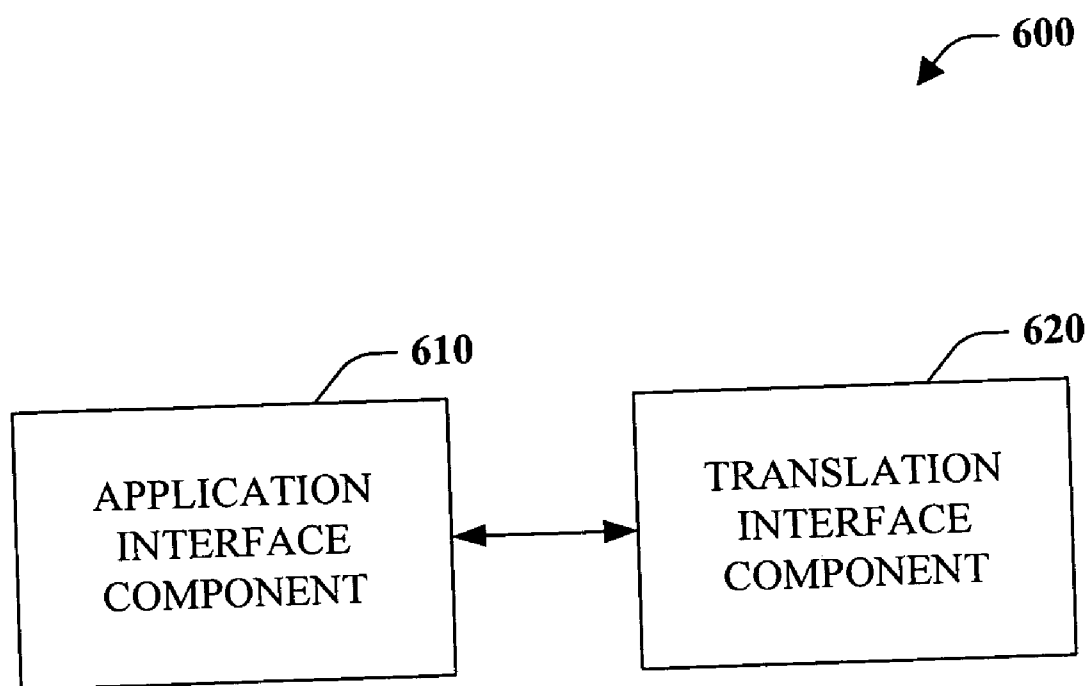 600
610
620
APPLICATION
INTERFACE
COMPONENT
TRANSLATION
INTERFACE
COMPONENT